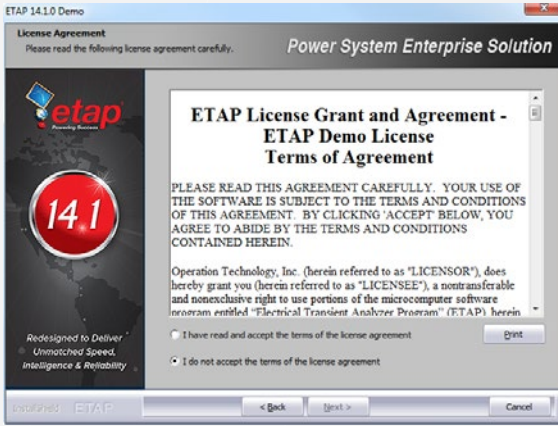 ETAP 14.1.0 Demo
License Agreement
Please read the following license agreement carefully.
Power System Enterprise Solution
etap
Powering Success
14.1
Redesigned to Deliver
Unmatched Speed,
Intelligence & Reliability
ETAP License Grant and Agreement -
ETAP Demo License
Terms of Agreement
PLEASE READ THIS AGREEMENT CAREFULLY. YOUR USE OF
THE SOFTWARE IS SUBJECT TO THE TERMS AND CONDITIONS
OF THIS AGREEMENT. BY CLICKING 'ACCEPT' BELOW, YOU
AGREE TO ABIDE BY THE TERMS AND CONDITIONS
CONTAINED HEREIN.
Operation Technology, Inc. (herein referred to as "LICENSOR"), does
hereby grant you (herein referred to as "LICENSEE"), a nontransferable
and nonexclusive right to use portions of the microcomputer software
program entitled "Electrical Transient Analyzer Program" (ETAP) herein
I have read and accept the terms of the license agreement
Print
I do not accept the terms of the license agreement
InstallShield ETAP
< Back
Next >
Cancel